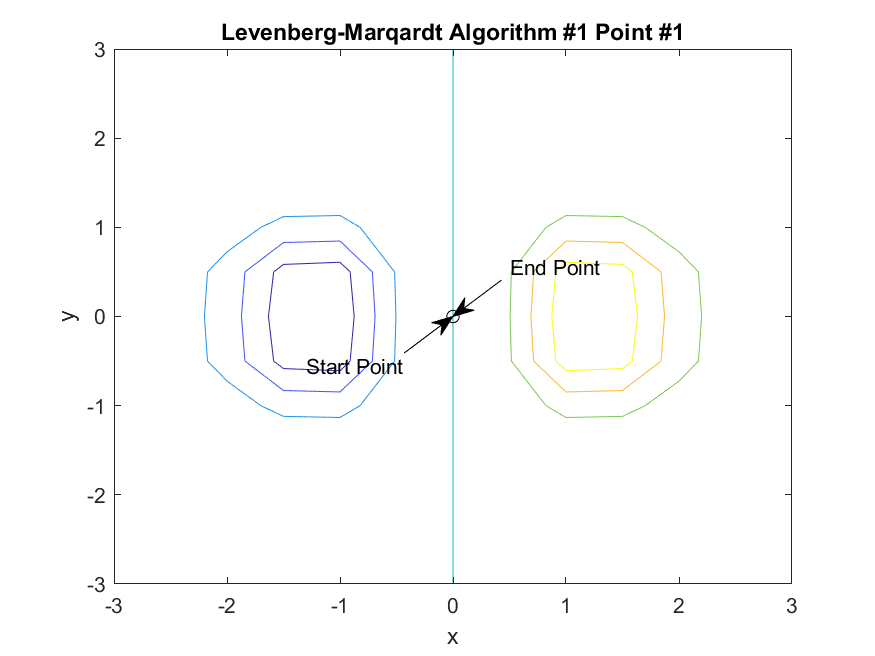 Levenberg-Marqardt Algorithm #1 Point #1
3
2
1
0
-1
-2
-3
y
End Point
Start Point
-3
-2
-1
0
1
2
3
x